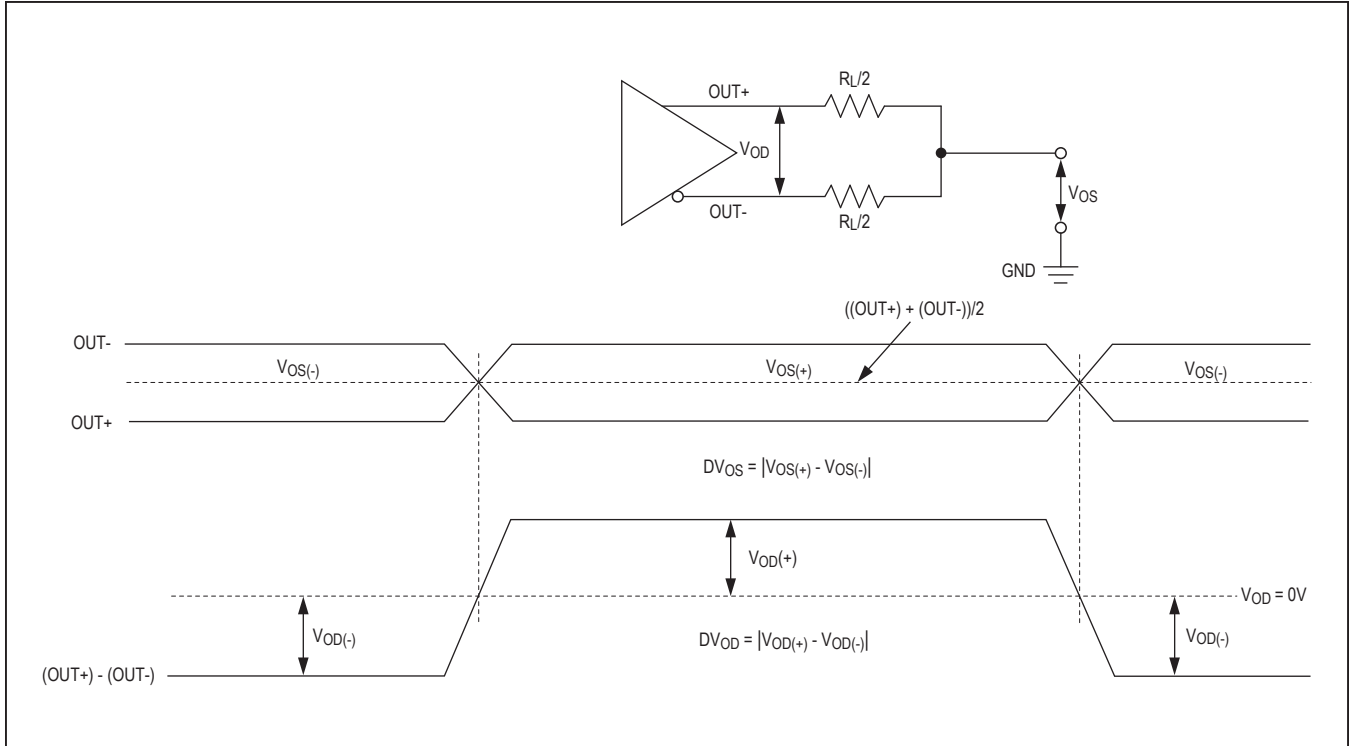 RL/2
OUT+
VOD
OUT-
RL/2
VOS
GND
((OUT+) + (OUT-))/2
OUT-
VOS(-)
VOS(+)
VOS(-)
OUT+
DVOS = |VOS(+) - VOS(-)|
VOD(+)
VOD = 0V
VOD(-)
DVOD = |VOD(+) - VOD(-)|
VOD(-)
(OUT+) - (OUT-)